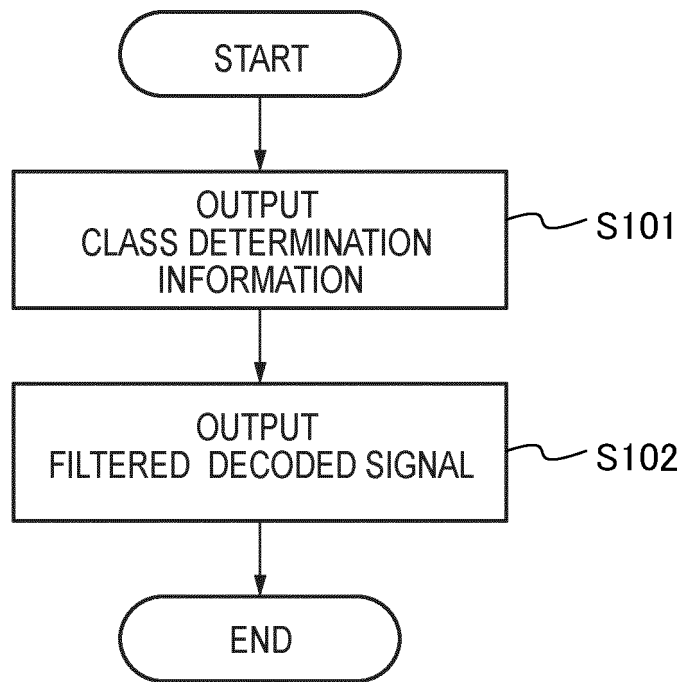 START
OUTPUT
CLASS DETERMINATION
INFORMATION
S101
OUTPUT
FILTERED DECODED SIGNAL
S102
END